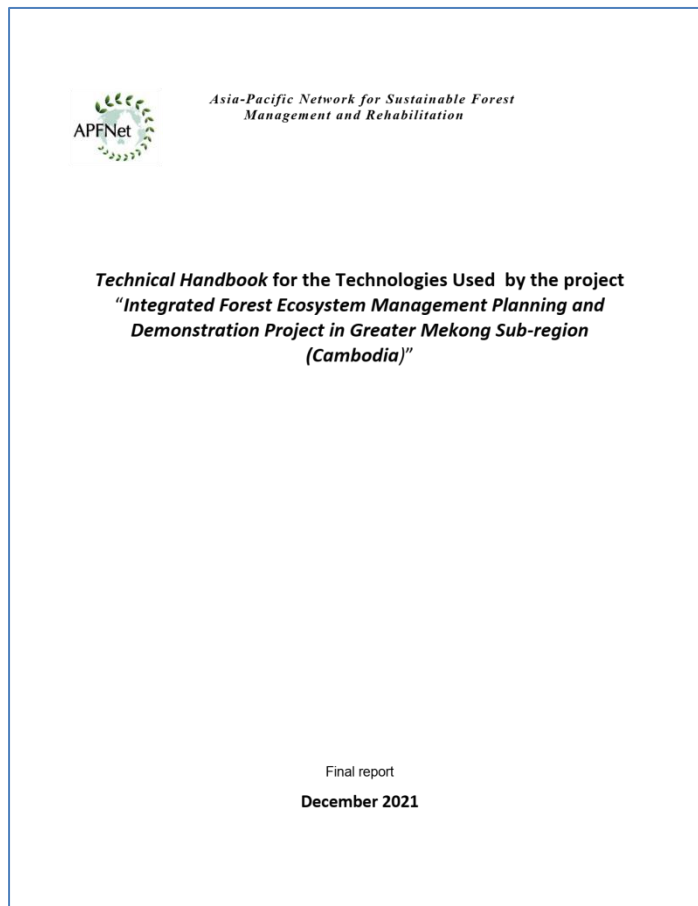 APFNet
Asia-Pacific Network for Sustainable Forest
Management and Rehabilitation
Technical Handbook for the Technologies Used by the project
“Integrated Forest Ecosystem Management Planning and
Demonstration Project in Greater Mekong Sub-region
(Cambodia)”
Final report
December 2021